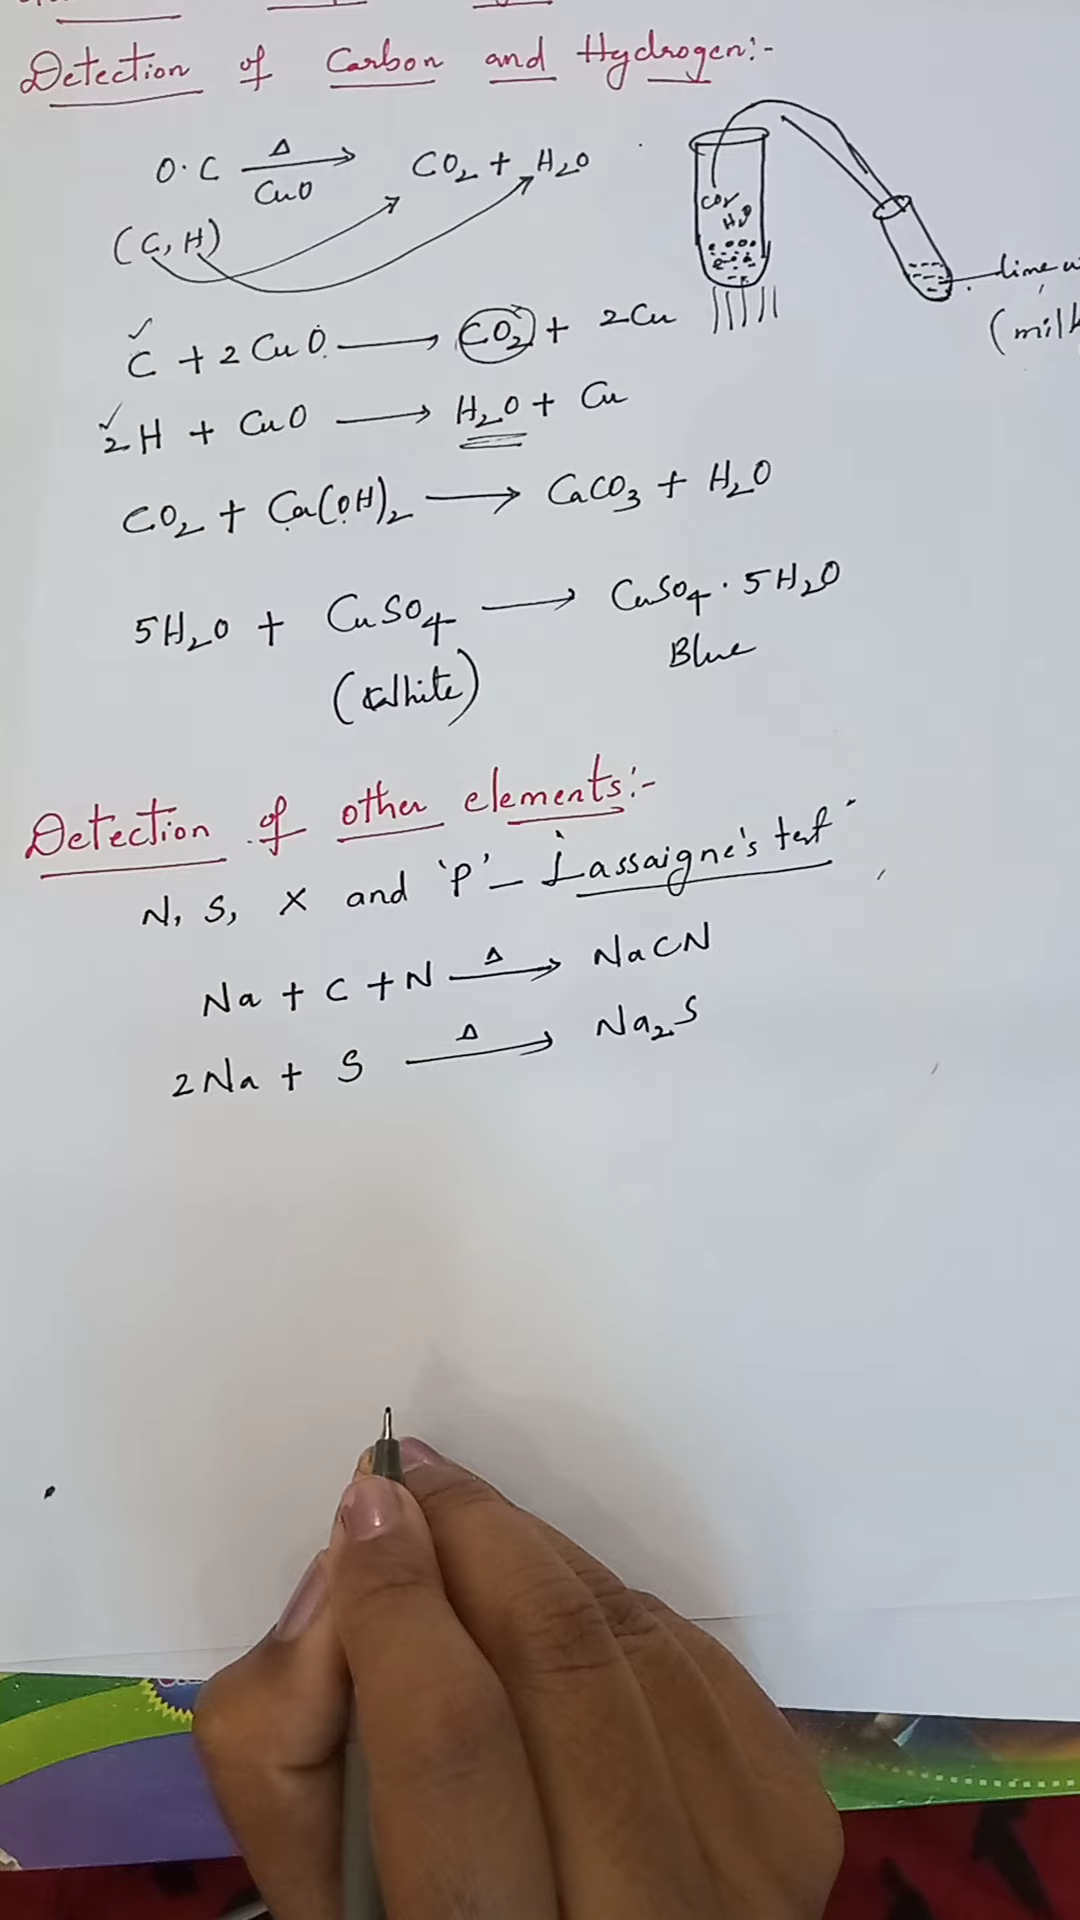 Detection of Carbon and Hydrogen:-
O.C —Δ/CuO→ CO₂ + H₂O
(C, H)
CO₂
H₂O
lime
(milk
C + 2CuO ⟶ CO₂ + 2Cu
2H + CuO ⟶ H₂O + Cu
CO₂ + Ca(OH)₂ ⟶ CaCO₃ + H₂O
5H₂O + CuSO₄ ⟶ CuSO₄ · 5H₂O
(White) Blue
Detection of other elements:-
N, S, X and 'P' – Lassaigne's test"
Na + C + N —Δ→ NaCN
2Na + S —Δ→ Na₂S